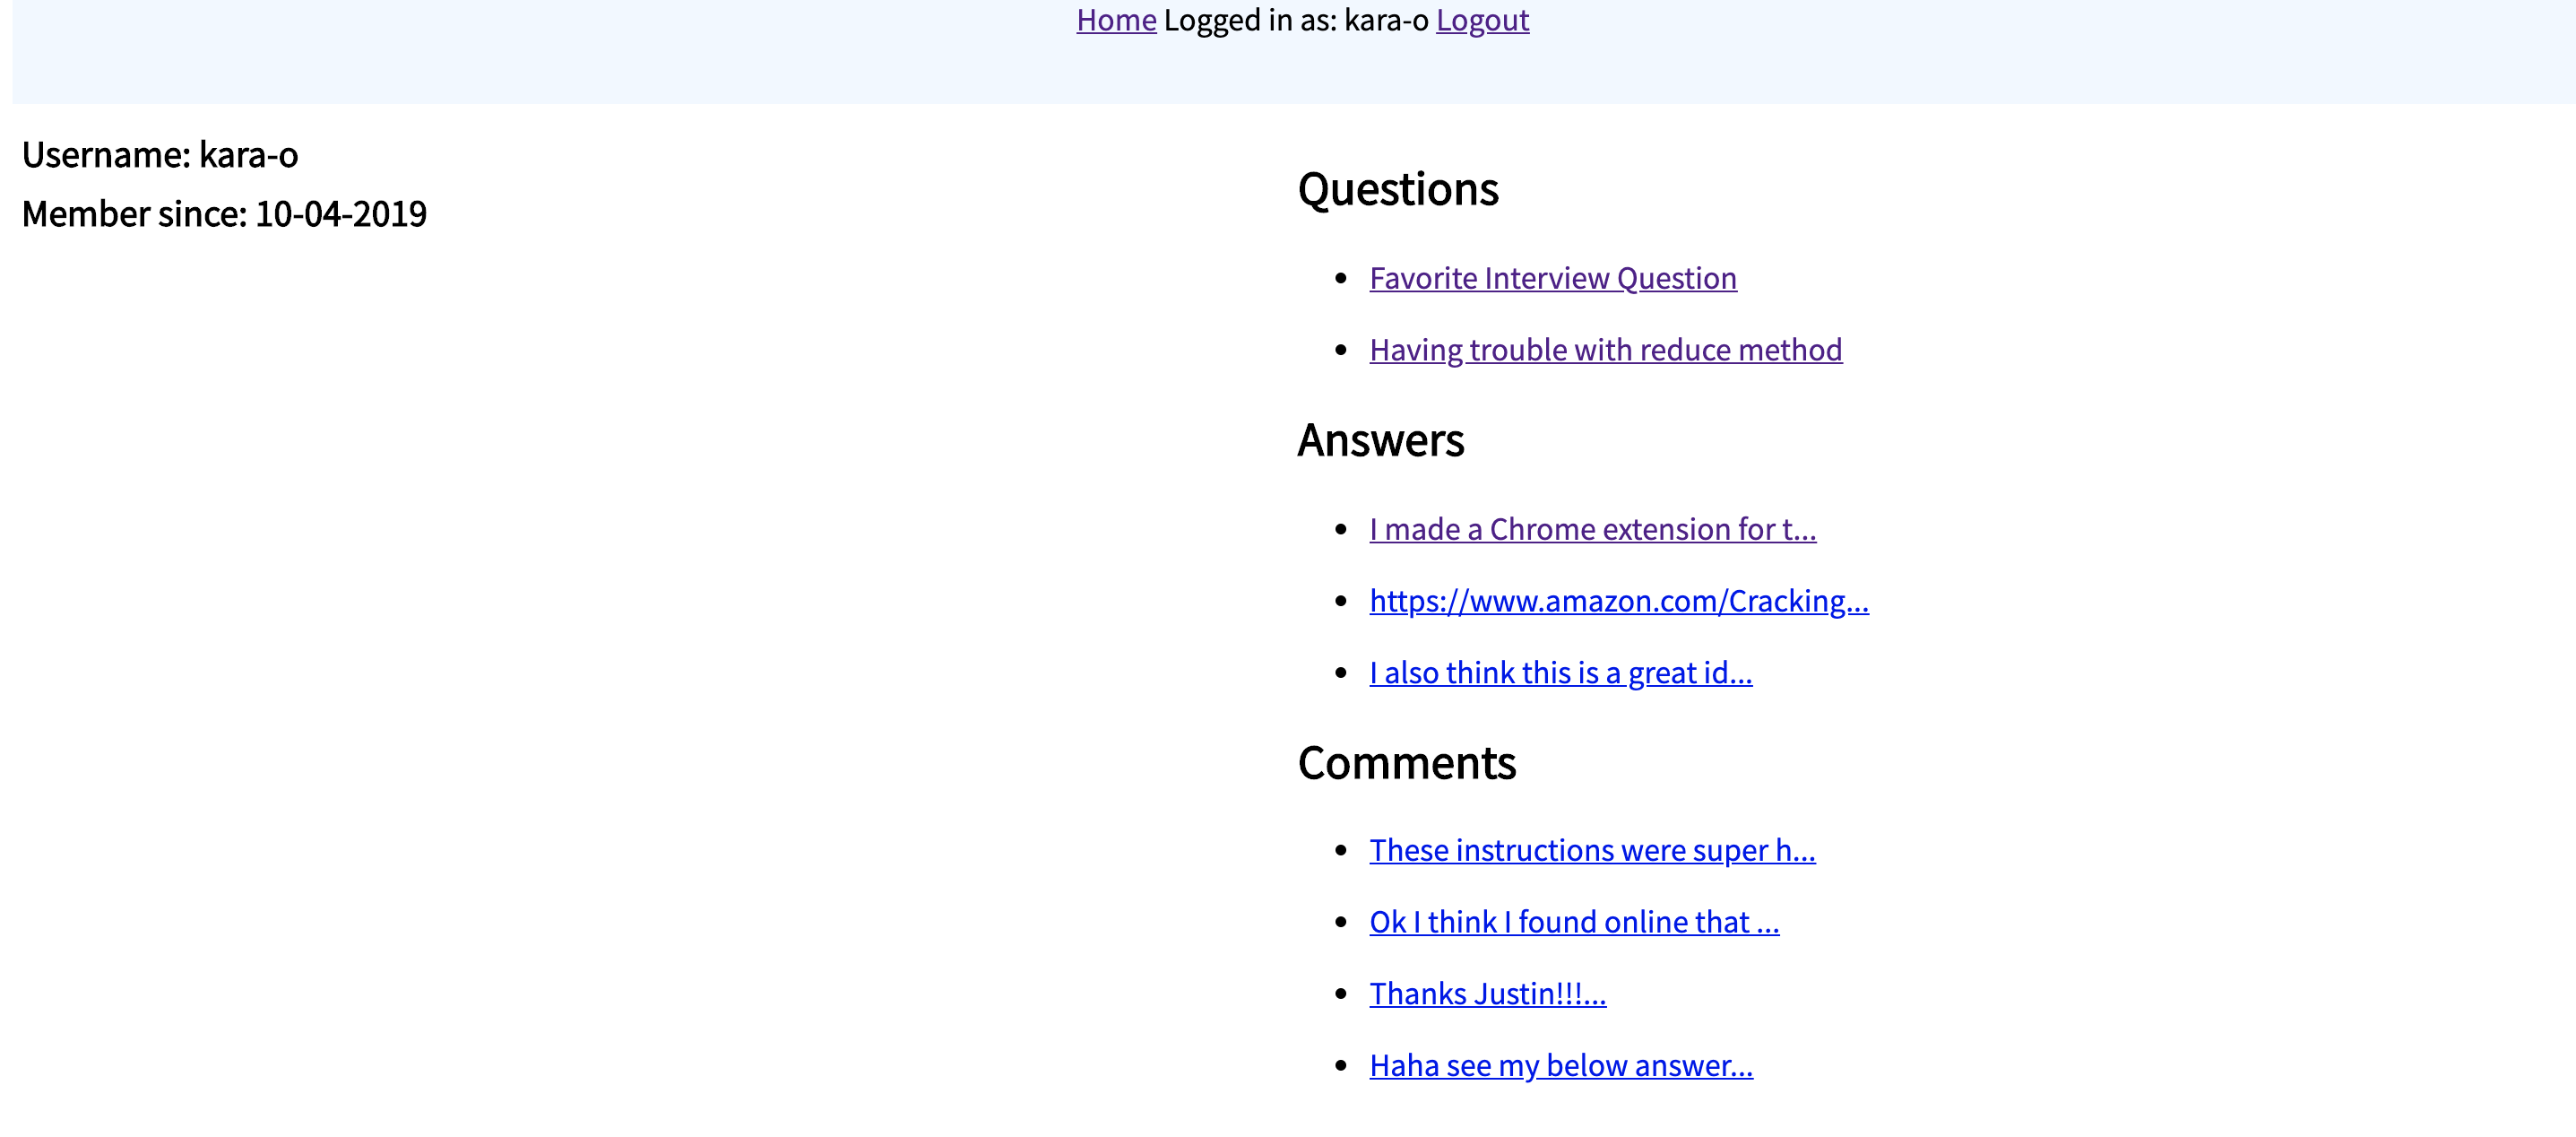 Home Logged in as: kara-o Logout
Username: kara-o
Member since: 10-04-2019
Questions
Favorite Interview Question
Having trouble with reduce method
Answers
I made a Chrome extension for t...
https://www.amazon.com/Cracking...
I also think this is a great id...
Comments
These instructions were super h...
Ok I think I found online that ...
Thanks Justin!!!...
Haha see my below answer...